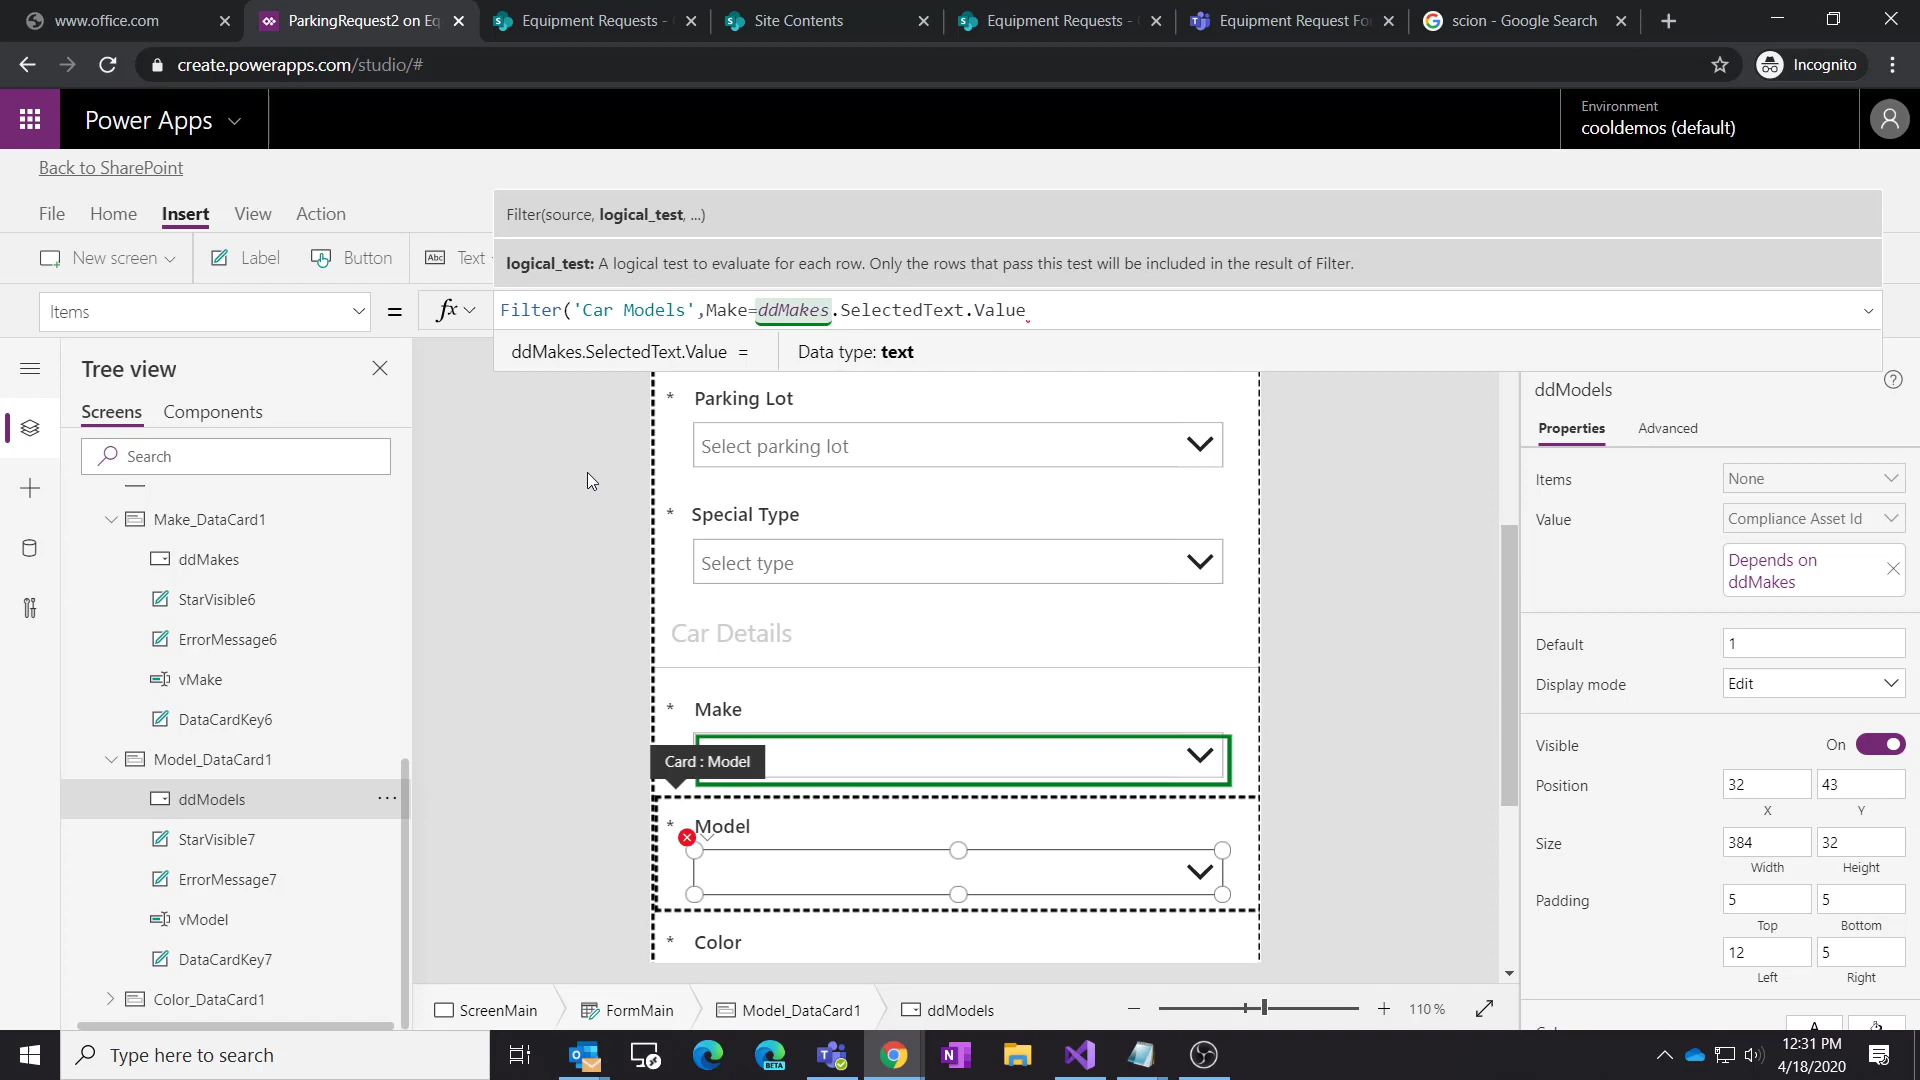 www.office.com
ParkingRequest2 on Eq
Equipment Requests -
Site Contents
Equipment Requests -
Equipment Request Fo
scion - Google Search
create.powerapps.com/studio/#
Incognito
Power Apps
Environment
cooldemos (default)
Back to SharePoint
File
Home
Insert
View
Action
Filter(source, logical_test, ...)
New screen
Label
Button
Abc
Text
logical_test: A logical test to evaluate for each row. Only the rows that pass this test will be included in the result of Filter.
Items
=
fx
Filter('Car Models',Make=ddMakes.SelectedText.Value
ddMakes.SelectedText.Value =
Data type: text
Tree view
Screens
Components
Search
Make_DataCard1
ddMakes
StarVisible6
ErrorMessage6
vMake
DataCardKey6
Model_DataCard1
ddModels
StarVisible7
ErrorMessage7
vModel
DataCardKey7
Color_DataCard1
* Parking Lot
Select parking lot
* Special Type
Select type
Car Details
* Make
Card : Model
* Model
* Color
ddModels
Properties
Advanced
Items
None
Value
Compliance Asset Id
Depends on
ddMakes
Default
1
Display mode
Edit
Visible
On
Position
32
43
X
Y
Size
384
32
Width
Height
Padding
5
5
Top
Bottom
12
5
Left
Right
ScreenMain
FormMain
Model_DataCard1
ddModels
110 %
Type here to search
BETA
12:31 PM
4/18/2020